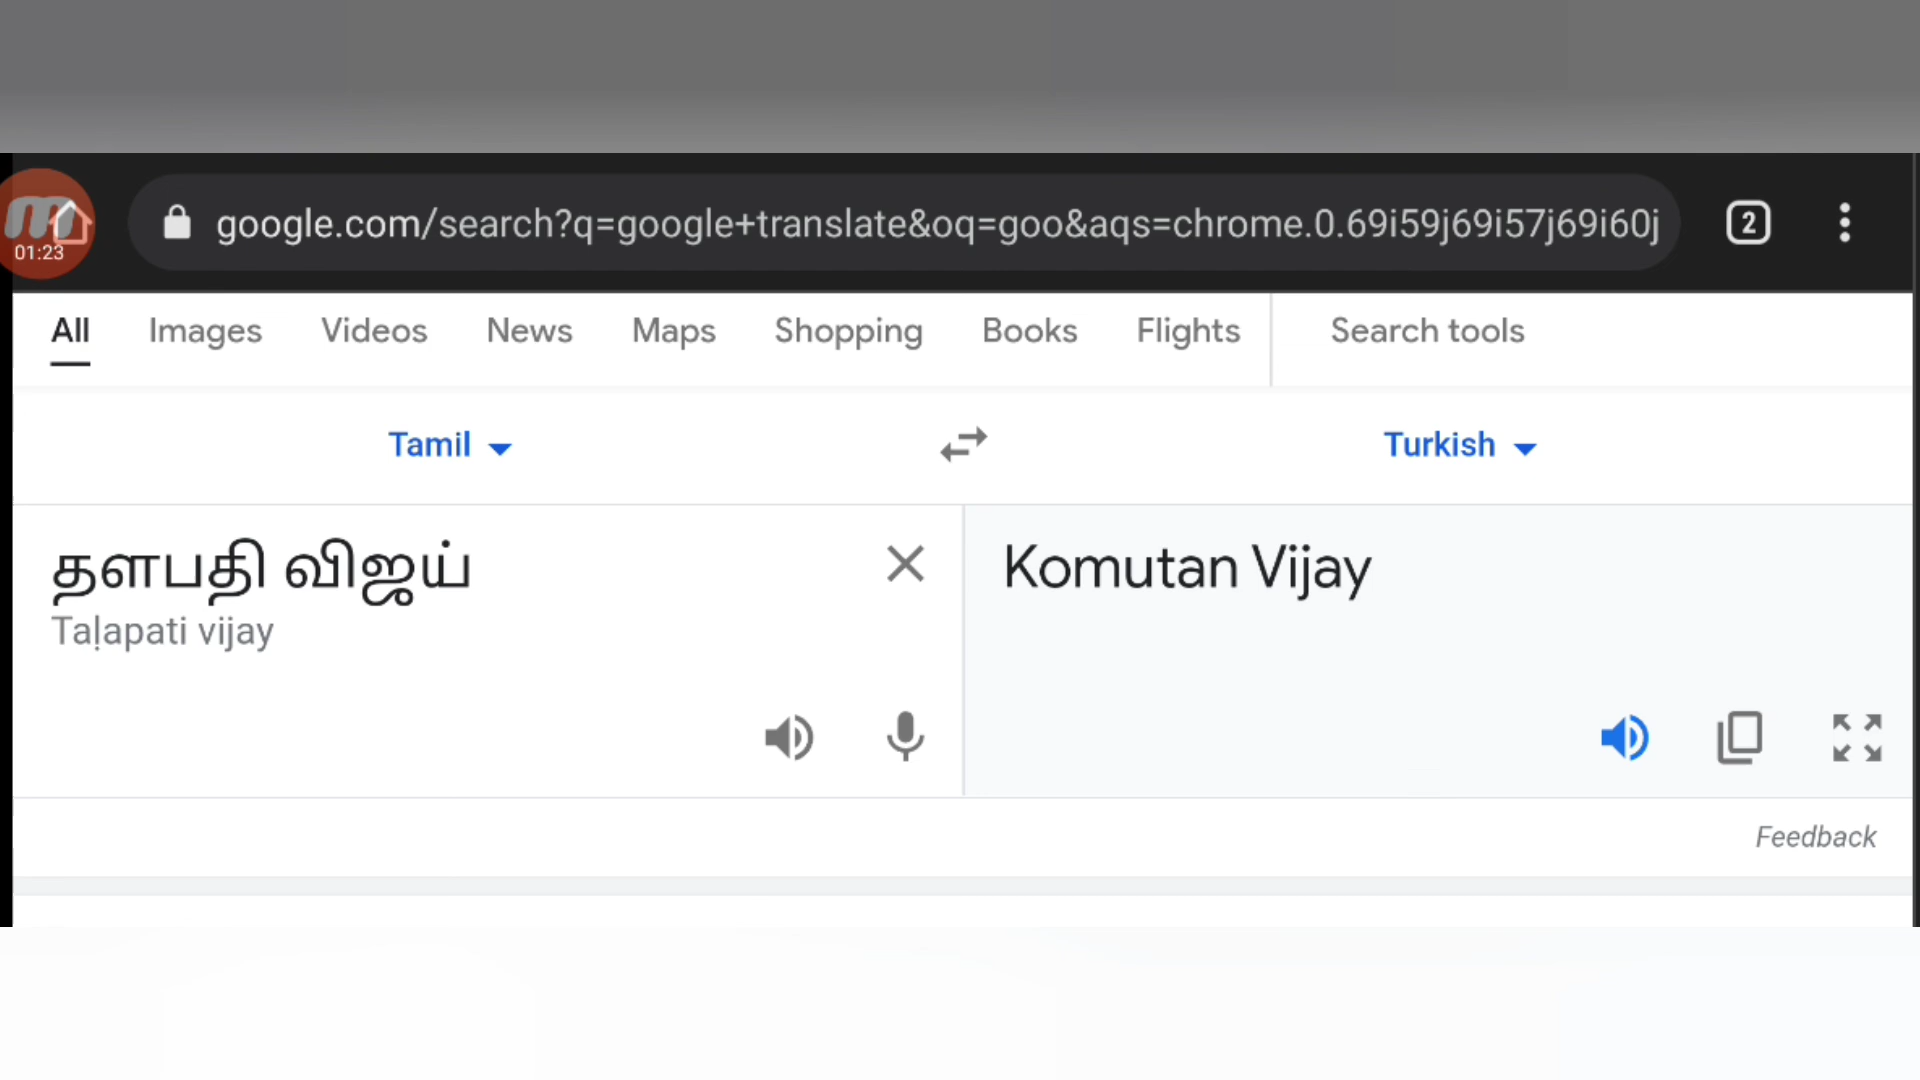 google.com/search?q=google+translate&oq=goo&aqs=chrome.0.69i59j69i57j69i60j
2
m
01:23
All Images Videos News Maps Shopping Books Flights Search tools
Tamil Turkish
தளபதி விஜய்
Taḷapati vijay
Komutan Vijay
Feedback